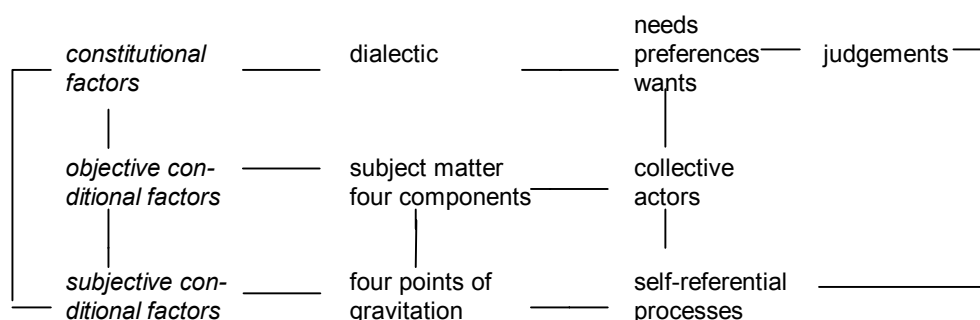 constitutional
factors
dialectic
needs
preferences
wants
judgements
objective con-
ditional factors
subject matter
four components
collective
actors
subjective con-
ditional factors
four points of
gravitation
self-referential
processes